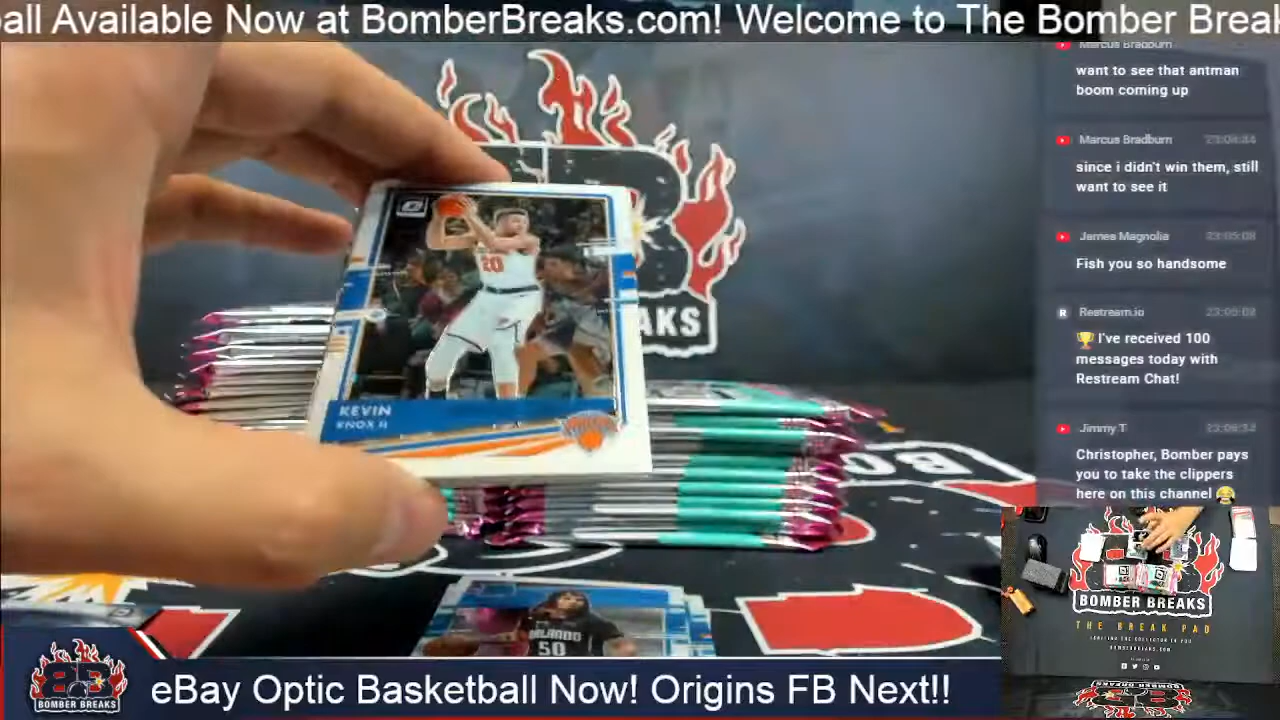 all Available Now at BomberBreaks.com! Welcome to The Bomber Break
Marcus Bradburn
want to see that antman
boom coming up
Marcus Bradburn
since i didn't win them, still
want to see it
James Magnolia
Fish you so handsome
Restream.io
🏆 I've received 100
messages today with
Restream Chat!
Jimmy T
Christopher, Bomber pays
you to take the clippers
here on this channel 😂
20
KEVIN
KNOX II
AKS
ORLANDO
50
BOMBER BREAKS
THE BREAK PAD
BOMBER BREAKS
eBay Optic Basketball Now! Origins FB Next!!